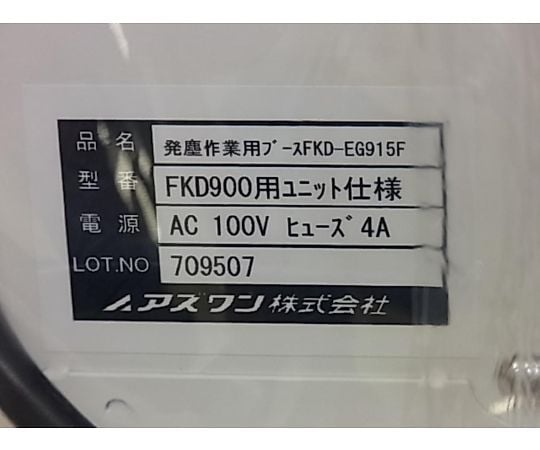 品名 発塵作業用ﾌﾞｰｽFKD-EG915F
型番 FKD900用ユニット仕様
電源 AC 100V ヒューズ 4A
LOT.NO 709507
アズワン株式会社